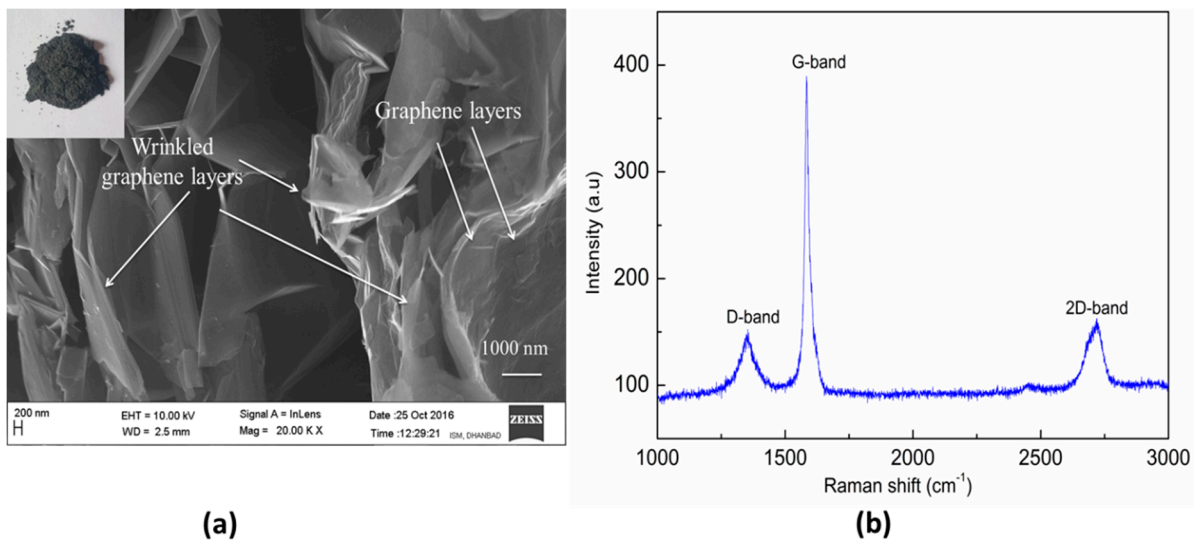 Wrinkled
graphene layers
Graphene layers
1000 nm
200 nm
H
EHT = 10.00 kV
WD = 2.5 mm
Signal A = InLens
Mag = 20.00 K X
Date :25 Oct 2016
Time :12:29:21
ISM, DHANBAD
ZEISS
(a)
Intensity (a.u)
400
300
200
100
G-band
D-band
2D-band
1000
1500
2000
2500
3000
Raman shift (cm⁻¹)
(b)